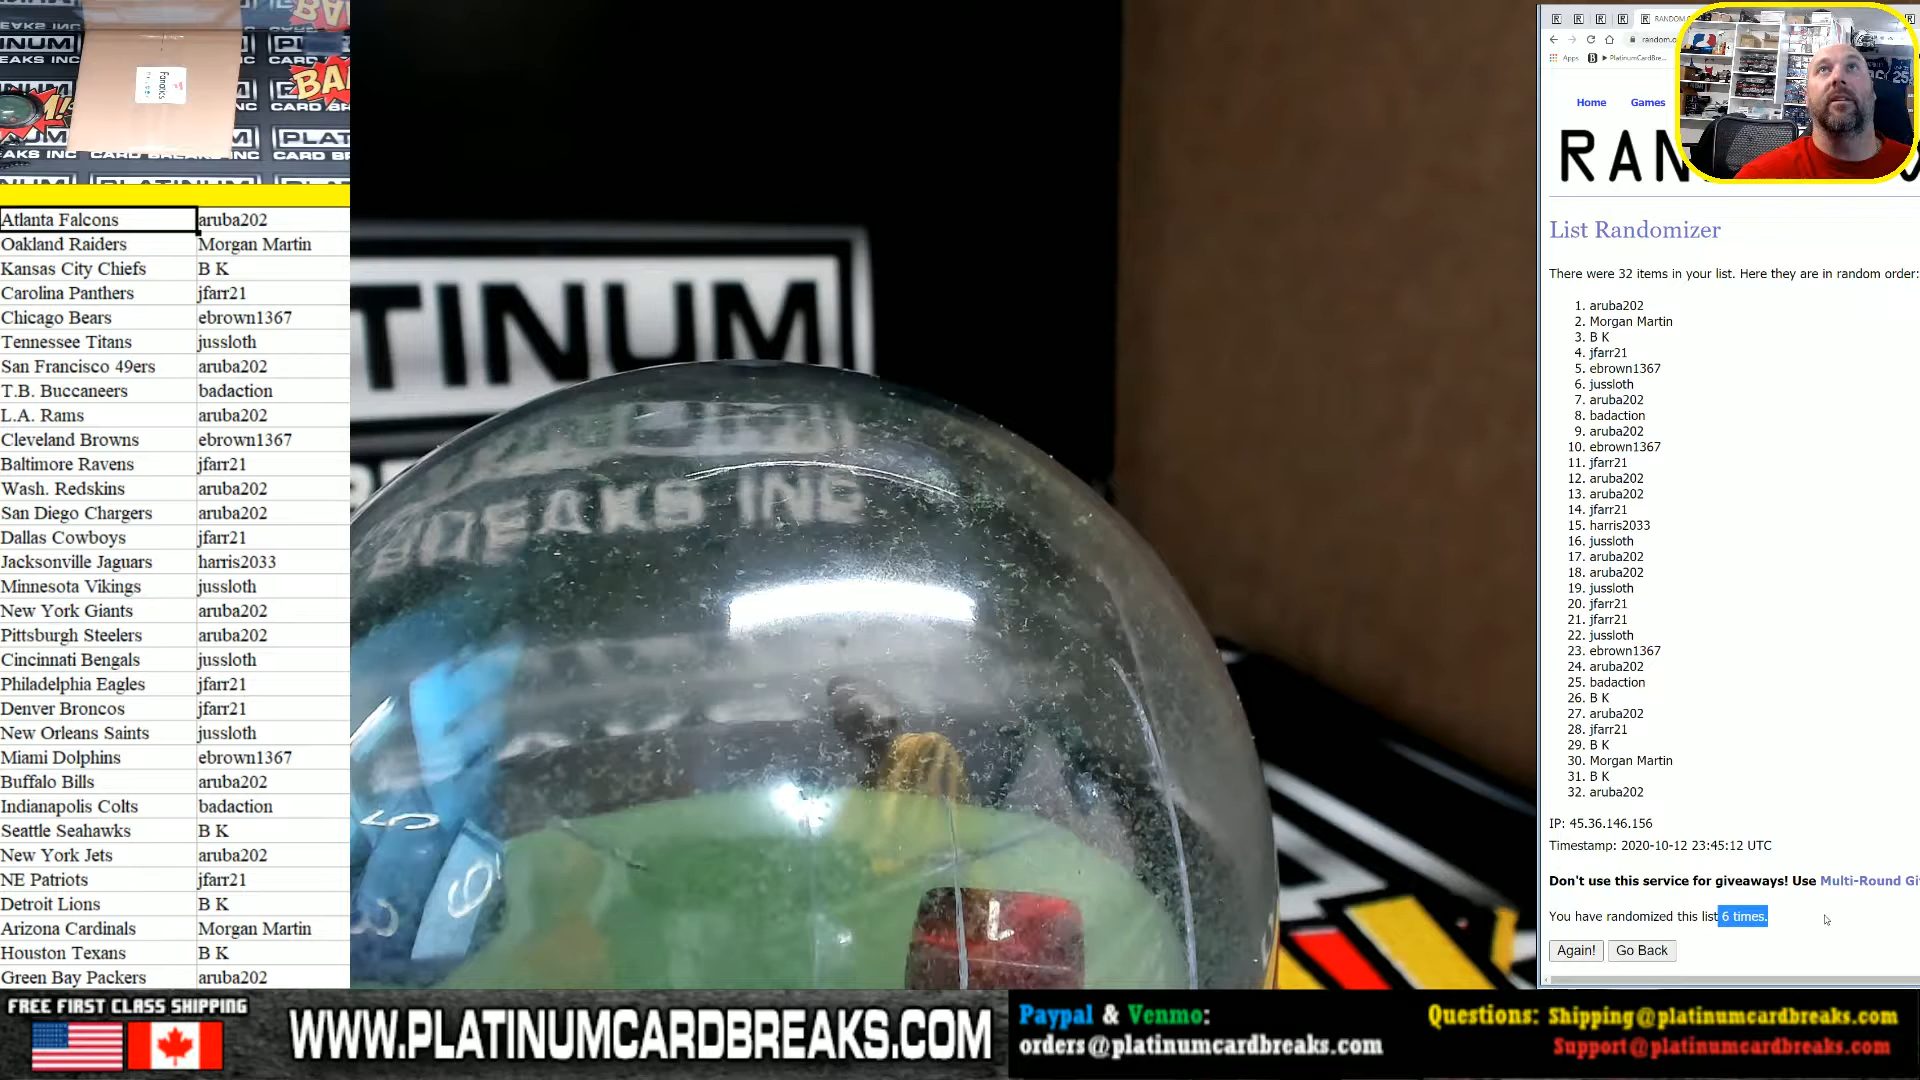 Atlanta Falcons aruba202
Oakland Raiders Morgan Martin
Kansas City Chiefs B K
Carolina Panthers jfarr21
Chicago Bears ebrown1367
Tennessee Titans jussloth
San Francisco 49ers aruba202
T.B. Buccaneers badaction
L.A. Rams aruba202
Cleveland Browns ebrown1367
Baltimore Ravens jfarr21
Wash. Redskins aruba202
San Diego Chargers aruba202
Dallas Cowboys jfarr21
Jacksonville Jaguars harris2033
Minnesota Vikings jussloth
New York Giants aruba202
Pittsburgh Steelers aruba202
Cincinnati Bengals jussloth
Philadelphia Eagles jfarr21
Denver Broncos jfarr21
New Orleans Saints jussloth
Miami Dolphins ebrown1367
Buffalo Bills aruba202
Indianapolis Colts badaction
Seattle Seahawks B K
New York Jets aruba202
NE Patriots jfarr21
Detroit Lions B K
Arizona Cardinals Morgan Martin
Houston Texans B K
Green Bay Packers aruba202
Fanatics
TINUM
BREAKS INC
5
6
3
L
RANDOM
random.o
Apps PlatinumCardBre...
Home Games
RAN
List Randomizer
There were 32 items in your list. Here they are in random order:
1. aruba202
2. Morgan Martin
3. B K
4. jfarr21
5. ebrown1367
6. jussloth
7. aruba202
8. badaction
9. aruba202
10. ebrown1367
11. jfarr21
12. aruba202
13. aruba202
14. jfarr21
15. harris2033
16. jussloth
17. aruba202
18. aruba202
19. jussloth
20. jfarr21
21. jfarr21
22. jussloth
23. ebrown1367
24. aruba202
25. badaction
26. B K
27. aruba202
28. jfarr21
29. B K
30. Morgan Martin
31. B K
32. aruba202
IP: 45.36.146.156
Timestamp: 2020-10-12 23:45:12 UTC
Don't use this service for giveaways! Use Multi-Round Gi
You have randomized this list 6 times.
Again! Go Back
FREE FIRST CLASS SHIPPING
WWW.PLATINUMCARDBREAKS.COM
Paypal & Venmo:
orders@platinumcardbreaks.com
Questions: Shipping@platinumcardbreaks.com
Support@platinumcardbreaks.com